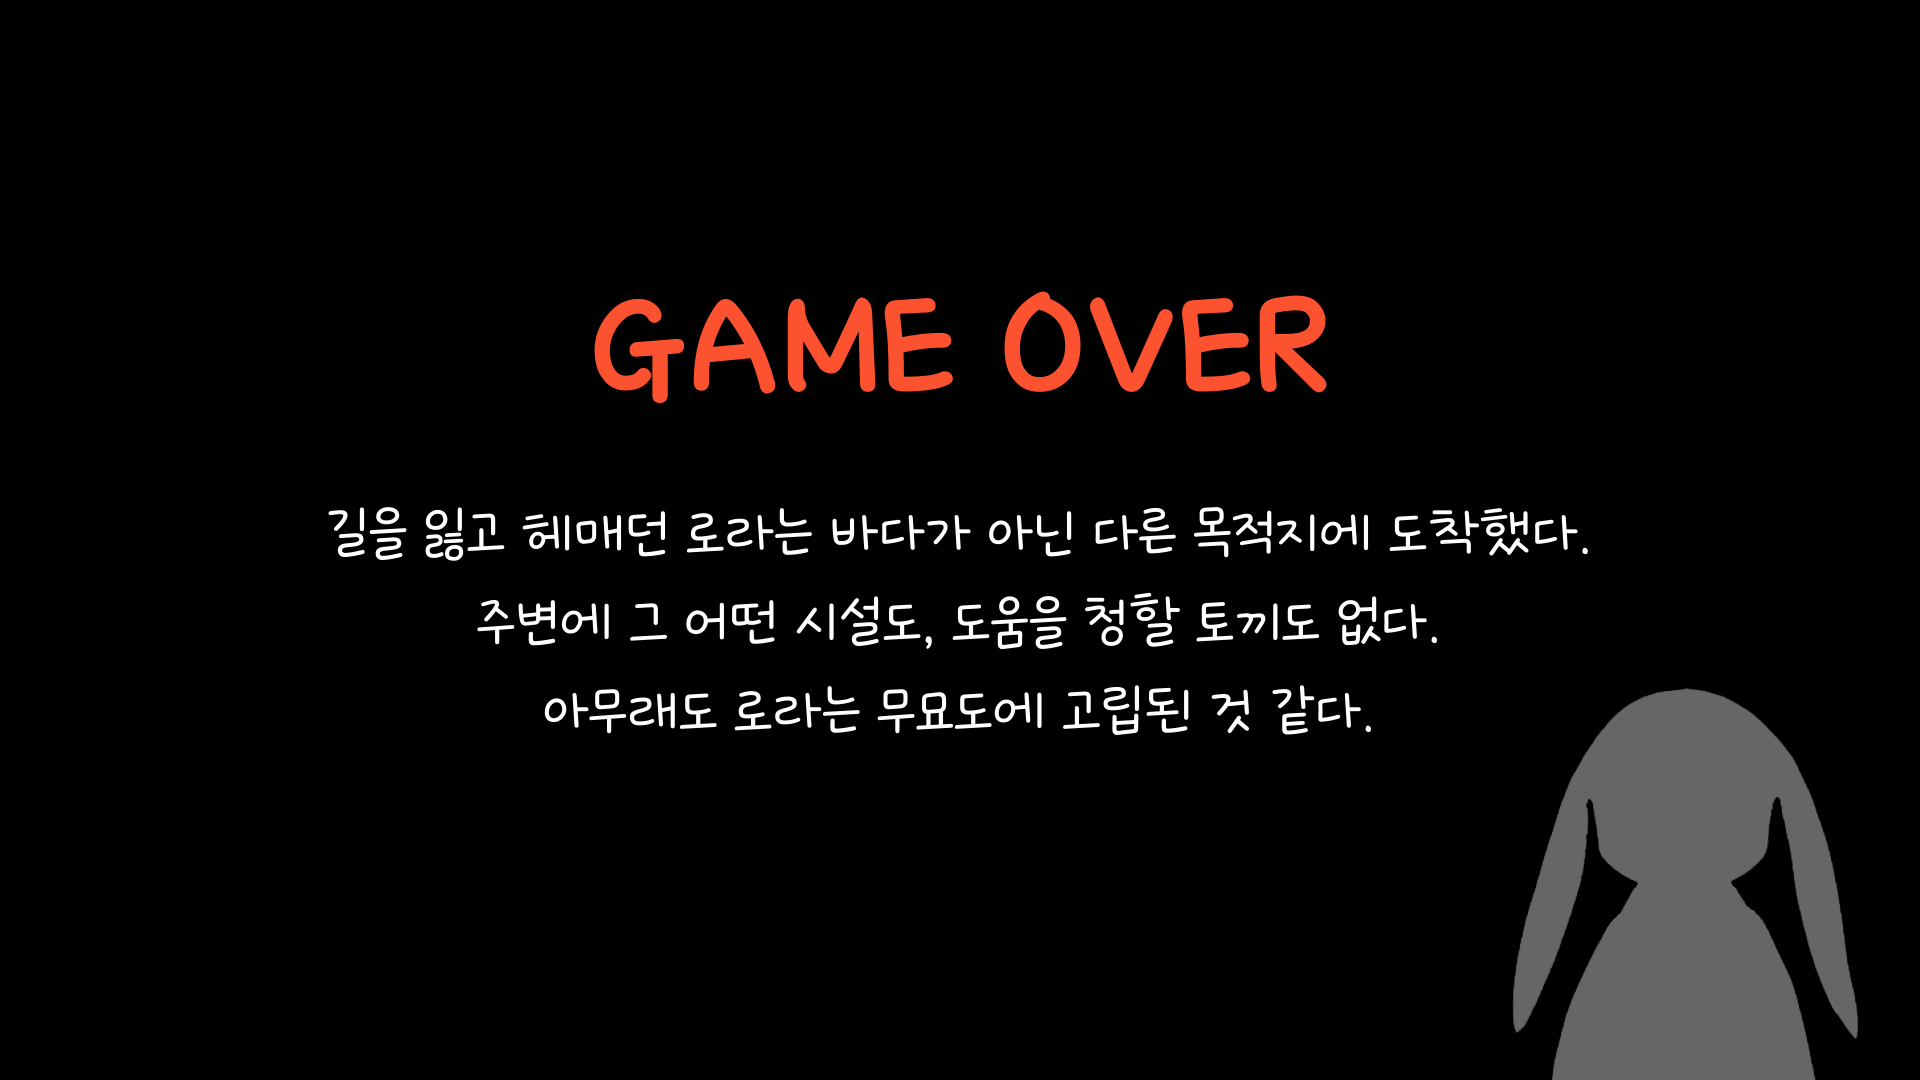 GAME OVER
길을 잃고 헤매던 로라는 바다가 아닌 다른 목적지에 도착했다.
주변에 그 어떤 시설도, 도움을 청할 토끼도 없다.
아무래도 로라는 무묘도에 고립된 것 같다.